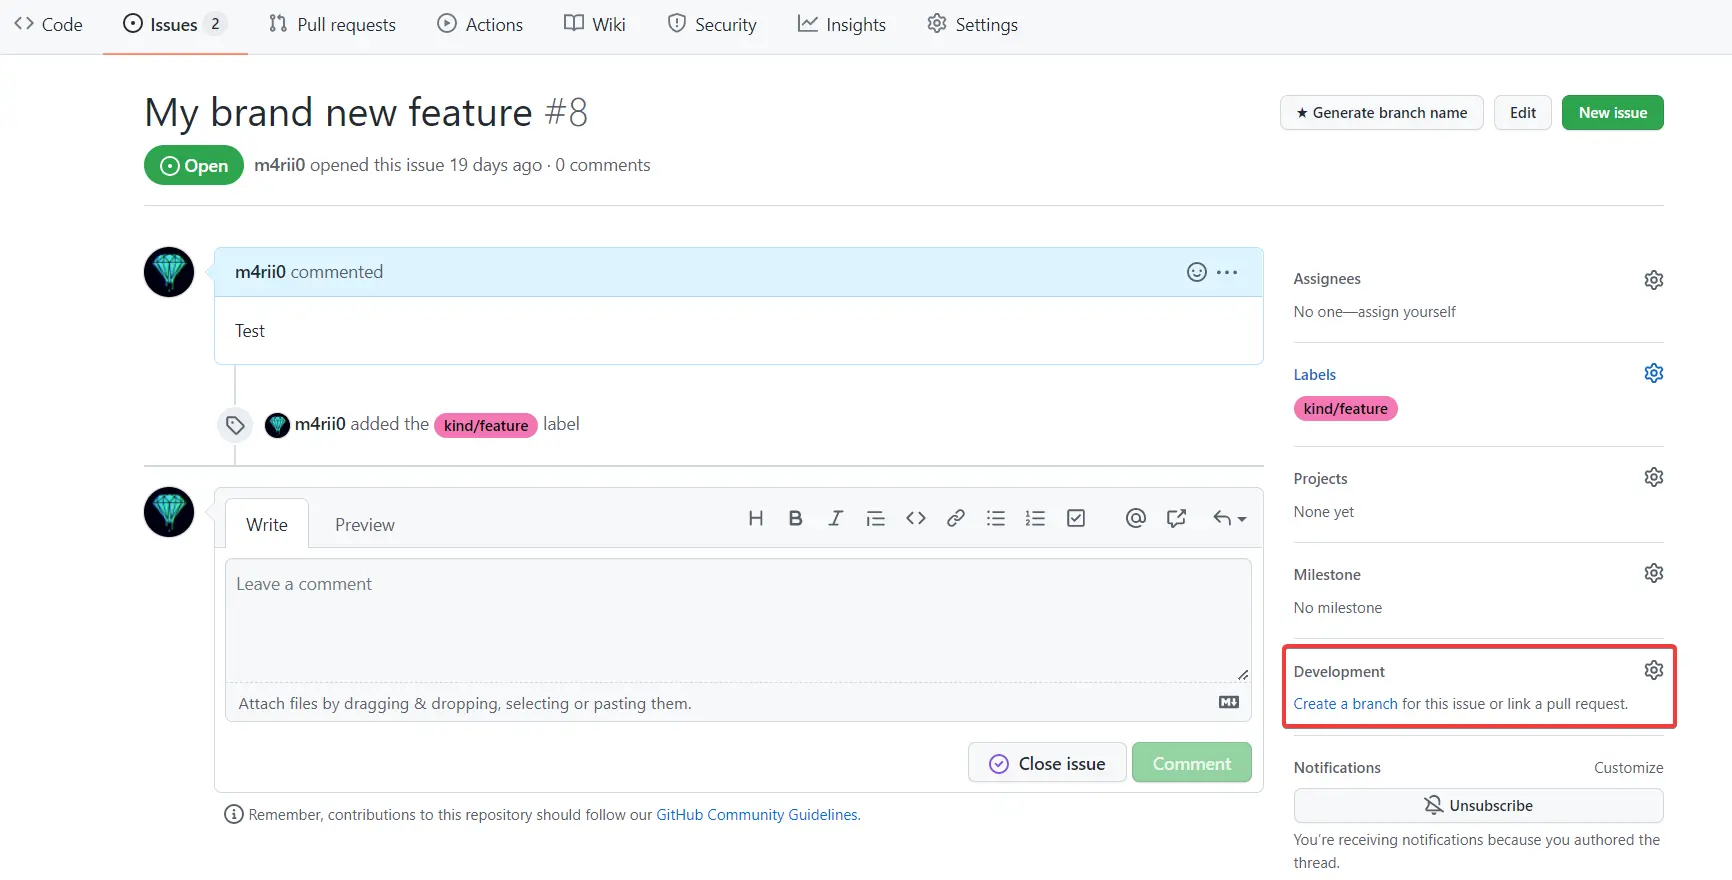 Code Issues 2 Pull requests Actions Wiki Security Insights Settings
My brand new feature #8
★ Generate branch name Edit New issue
Open m4rii0 opened this issue 19 days ago · 0 comments
m4rii0 commented
Test
m4rii0 added the kind/feature label
Write Preview
Leave a comment
Attach files by dragging & dropping, selecting or pasting them.
Close issue Comment
Remember, contributions to this repository should follow our GitHub Community Guidelines.
Assignees
No one—assign yourself
Labels
kind/feature
Projects
None yet
Milestone
No milestone
Development
Create a branch for this issue or link a pull request.
Notifications Customize
Unsubscribe
You're receiving notifications because you authored the
thread.